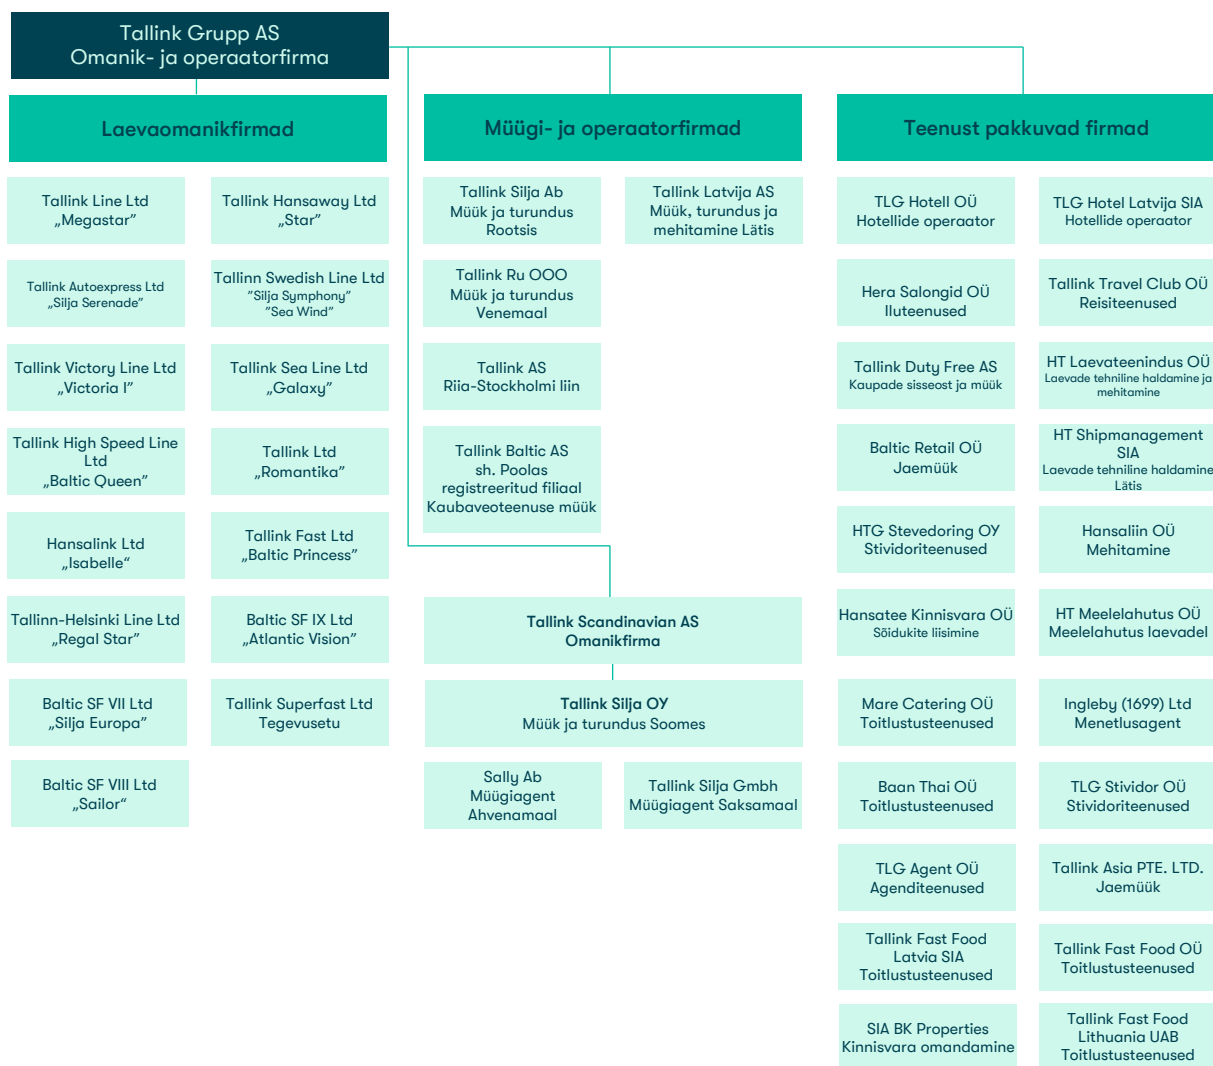 Tallink Grupp AS
Omanik- ja operaatorfirma
Laevaomanikfirmad
Tallink Line Ltd
„Megastar”
Tallink Hansaway Ltd
„Star”
Tallink Autoexpress Ltd
„Silja Serenade”
Tallinn Swedish Line Ltd
”Silja Symphony”
”Sea Wind”
Tallink Victory Line Ltd
„Victoria I”
Tallink Sea Line Ltd
„Galaxy”
Tallink High Speed Line
Ltd
„Baltic Queen”
Tallink Ltd
„Romantika”
Hansalink Ltd
„Isabelle“
Tallink Fast Ltd
„Baltic Princess”
Tallinn-Helsinki Line Ltd
„Regal Star”
Baltic SF IX Ltd
„Atlantic Vision”
Baltic SF VII Ltd
„Silja Europa”
Tallink Superfast Ltd
Tegevusetu
Baltic SF VIII Ltd
„Sailor“
Müügi- ja operaatorfirmad
Tallink Silja Ab
Müük ja turundus
Rootsis
Tallink Latvija AS
Müük, turundus ja
mehitamine Lätis
Tallink Ru OOO
Müük ja turundus
Venemaal
Tallink AS
Riia-Stockholmi liin
Tallink Baltic AS
sh. Poolas
registreeritud filiaal
Kaubaveoteenuse müük
Tallink Scandinavian AS
Omanikfirma
Tallink Silja OY
Müük ja turundus Soomes
Sally Ab
Müügiagent
Ahvenamaal
Tallink Silja Gmbh
Müügiagent Saksamaal
Teenust pakkuvad firmad
TLG Hotell OÜ
Hotellide operaator
TLG Hotel Latvija SIA
Hotellide operaator
Hera Salongid OÜ
Iluteenused
Tallink Travel Club OÜ
Reisiteenused
Tallink Duty Free AS
Kaupade sisseost ja müük
HT Laevateenindus OÜ
Laevade tehniline haldamine ja
mehitamine
Baltic Retail OÜ
Jaemüük
HT Shipmanagement
SIA
Laevade tehniline haldamine
Lätis
HTG Stevedoring OY
Stividoriteenused
Hansaliin OÜ
Mehitamine
Hansatee Kinnisvara OÜ
Sõidukite liisimine
HT Meelelahutus OÜ
Meelelahutus laevadel
Mare Catering OÜ
Toitlustusteenused
Ingleby (1699) Ltd
Menetlusagent
Baan Thai OÜ
Toitlustusteenused
TLG Stividor OÜ
Stividoriteenused
TLG Agent OÜ
Agenditeenused
Tallink Asia PTE. LTD.
Jaemüük
Tallink Fast Food
Latvia SIA
Toitlustusteenused
Tallink Fast Food OÜ
Toitlustusteenused
SIA BK Properties
Kinnisvara omandamine
Tallink Fast Food
Lithuania UAB
Toitlustusteenused